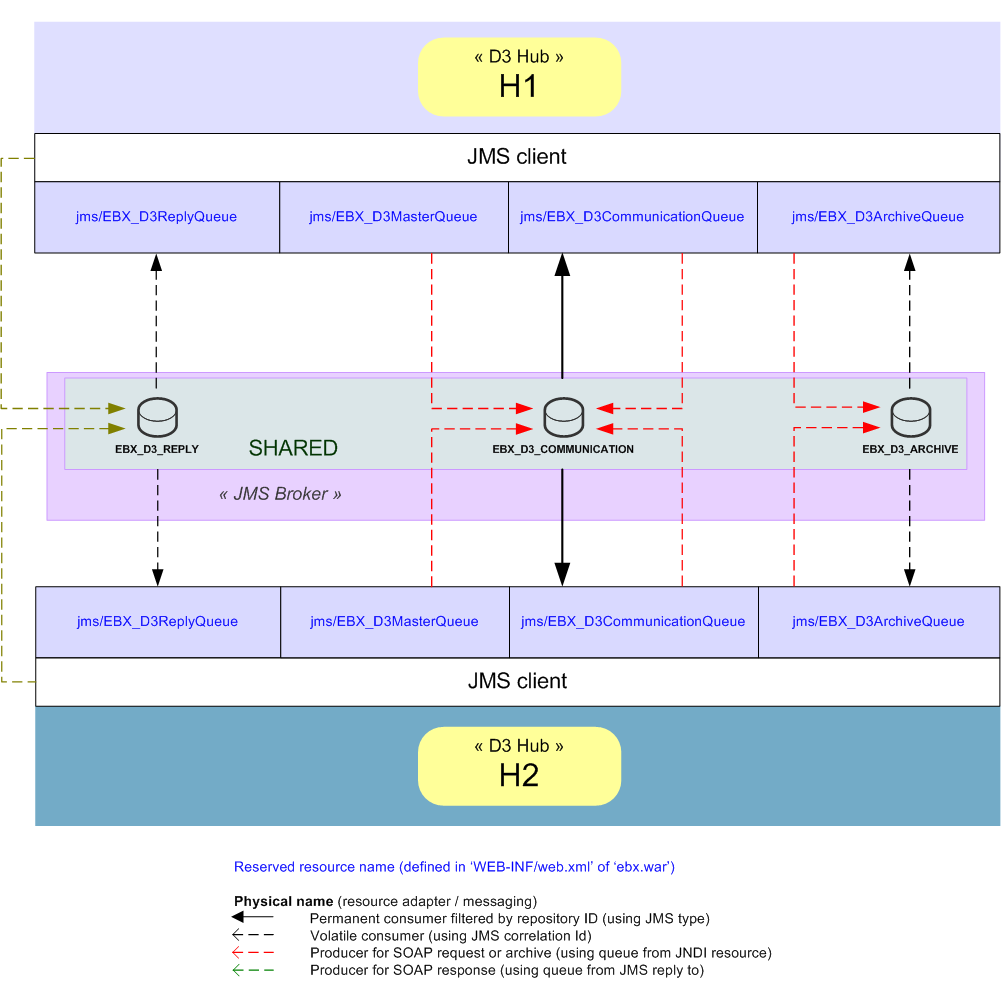 « D3 Hub »
H1
JMS client
jms/EBX_D3ReplyQueue jms/EBX_D3MasterQueue jms/EBX_D3CommunicationQueue jms/EBX_D3ArchiveQueue
EBX_D3_REPLY SHARED EBX_D3_COMMUNICATION EBX_D3_ARCHIVE
« JMS Broker »
jms/EBX_D3ReplyQueue jms/EBX_D3MasterQueue jms/EBX_D3CommunicationQueue jms/EBX_D3ArchiveQueue
JMS client
« D3 Hub »
H2
Reserved resource name (defined in ‘WEB-INF/web.xml’ of ‘ebx.war’)
Physical name (resource adapter / messaging)
Permanent consumer filtered by repository ID (using JMS type)
Volatile consumer (using JMS correlation Id)
Producer for SOAP request or archive (using queue from JNDI resource)
Producer for SOAP response (using queue from JMS reply to)